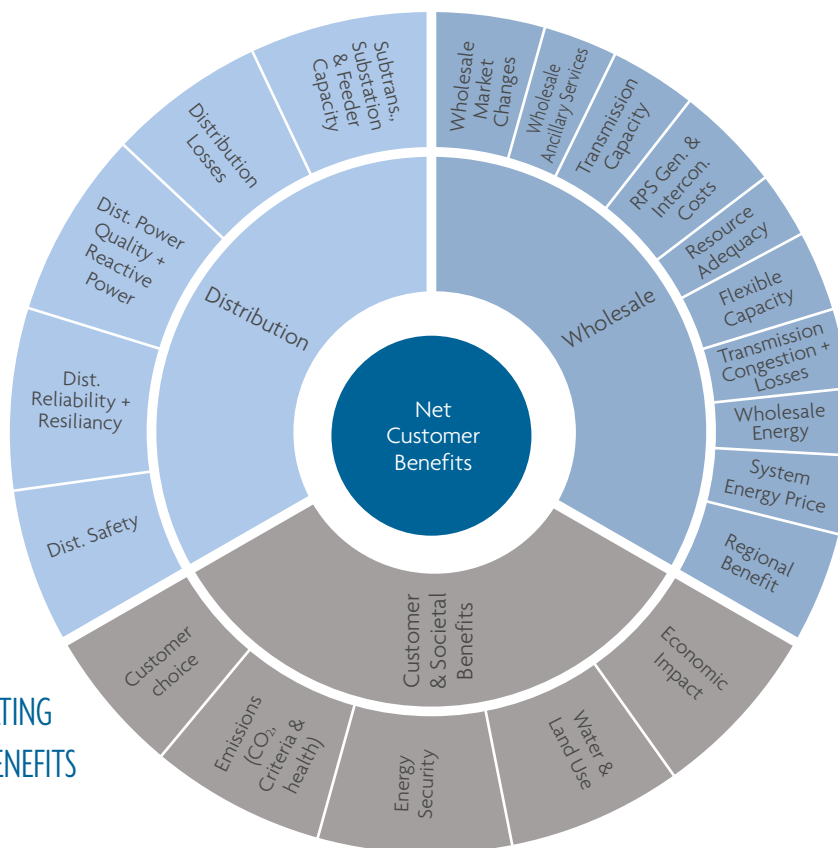 Net
Customer
Benefits
Distribution
Wholesale
Customer
& Societal
Benefits
Wholesale
Market
Changes
Wholesale
Ancillary Services
Transmission
Capacity
RPS Gen. &
Intercon.
Costs
Resource
Adequacy
Flexible
Capacity
Transmission
Congestion +
Losses
Wholesale
Energy
System
Energy Price
Regional
Benefit
Economic
Impact
Water &
Land Use
Energy
Security
Emissions
(CO₂,
Criteria &
health)
Customer
choice
Dist. Safety
Dist.
Reliability +
Resiliancy
Dist. Power
Quality +
Reactive
Power
Distribution
Losses
Subtrans.,
Substation
& Feeder
Capacity
TING
ENEFITS